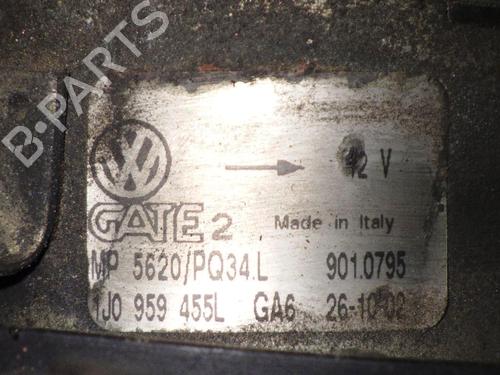 B-PARTS
12 V
GATE 2
Made in Italy
MP 5620/PQ34.L 901.0795
1J0 959 455L GA6 26-10-02